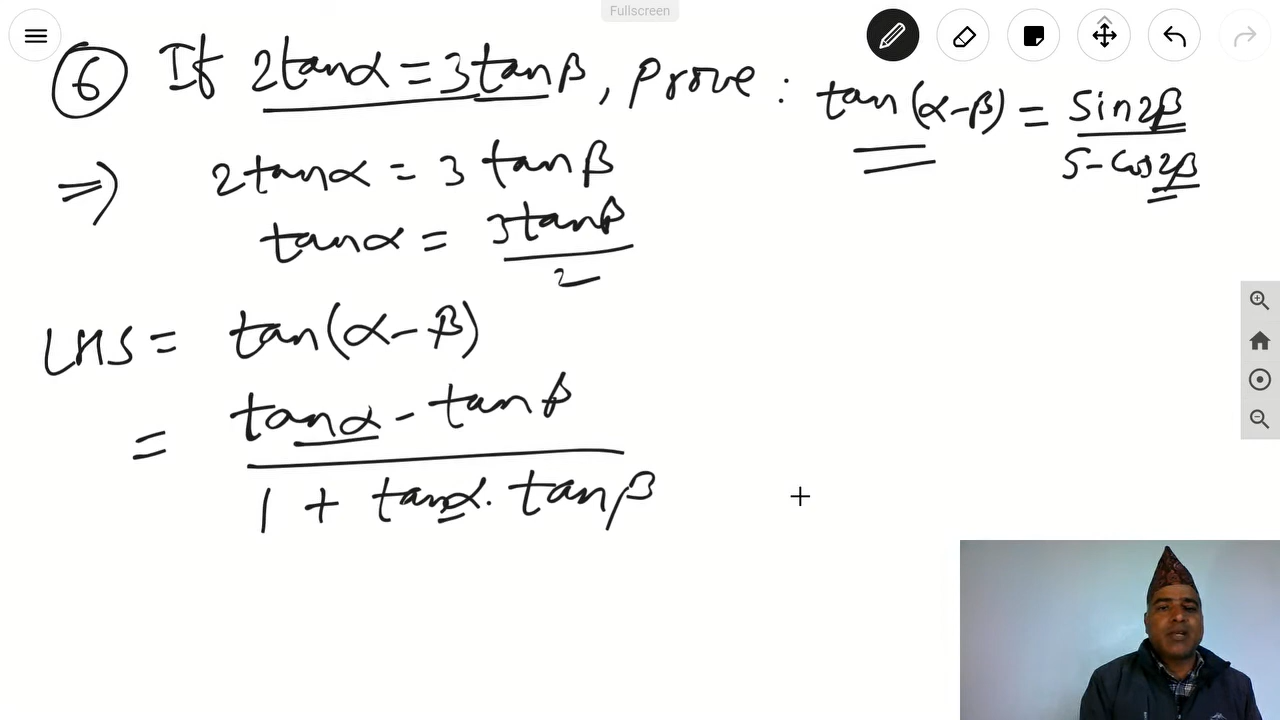 Fullscreen
6 If 2tanα = 3tanβ, prove : tan(α-β) = sin2β / 5-cos2β
⇒ 2tanα = 3tanβ
tanα = 3tanβ / 2
LHS = tan(α-β)
= tanα - tanβ / 1 + tanα . tanβ